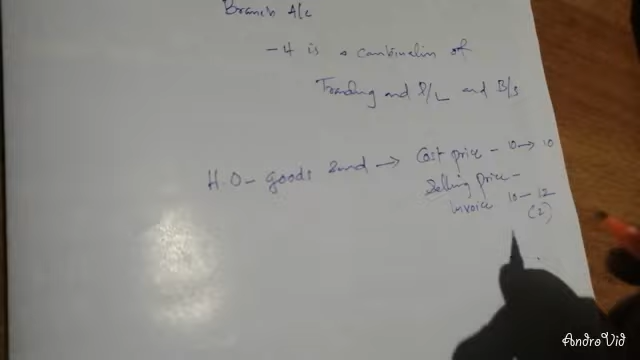 Branch A/c
- It is a combination of
Trading and P/L and B/S
H.O - goods send → Cost price - 10 → 10
Selling price -
invoice 10 - 12
(2)
AndroVid